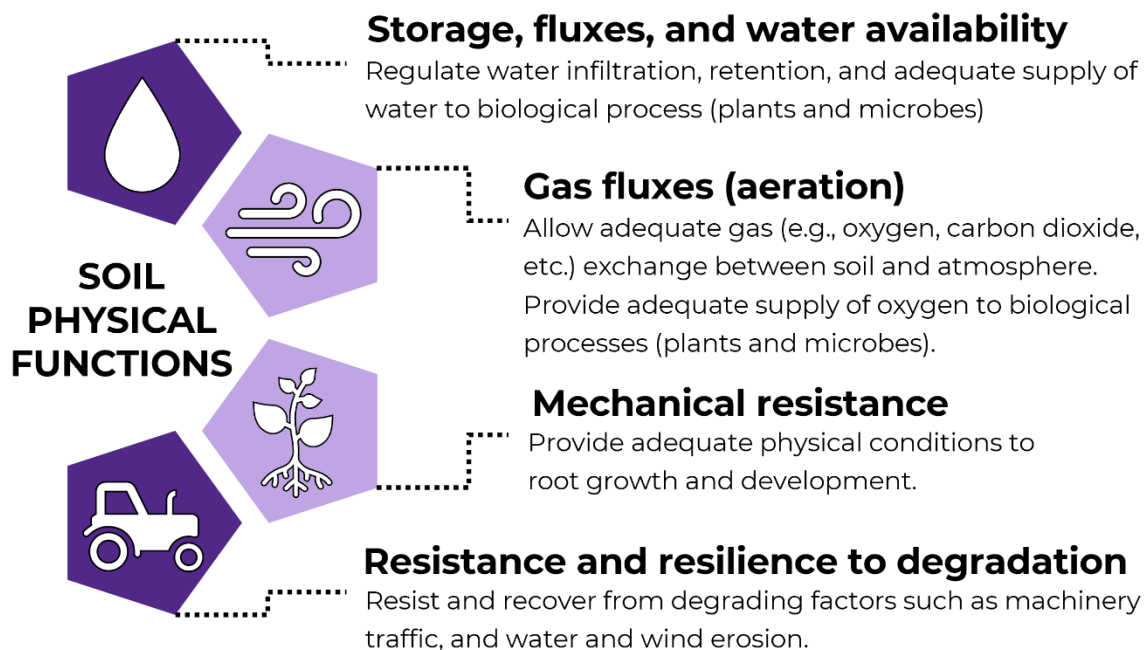 Storage, fluxes, and water availability
Regulate water infiltration, retention, and adequate supply of
water to biological process (plants and microbes)
Gas fluxes (aeration)
Allow adequate gas (e.g., oxygen, carbon dioxide,
etc.) exchange between soil and atmosphere.
Provide adequate supply of oxygen to biological
processes (plants and microbes).
SOIL
PHYSICAL
FUNCTIONS
Mechanical resistance
Provide adequate physical conditions to
root growth and development.
Resistance and resilience to degradation
Resist and recover from degrading factors such as machinery
traffic, and water and wind erosion.